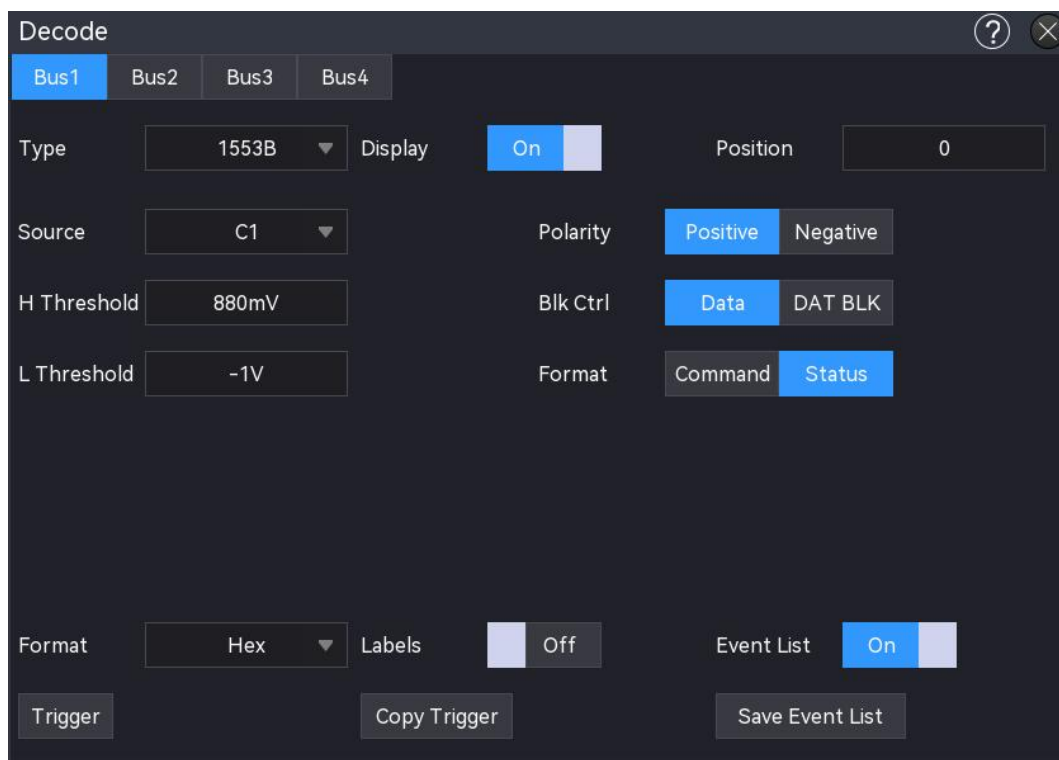 Decode ?
Bus1 Bus2 Bus3 Bus4
Type 1553B Display On Position 0
Source C1 Polarity Positive Negative
H Threshold 880mV Blk Ctrl Data DAT BLK
L Threshold -1V Format Command Status
Format Hex Labels Off Event List On
Trigger Copy Trigger Save Event List